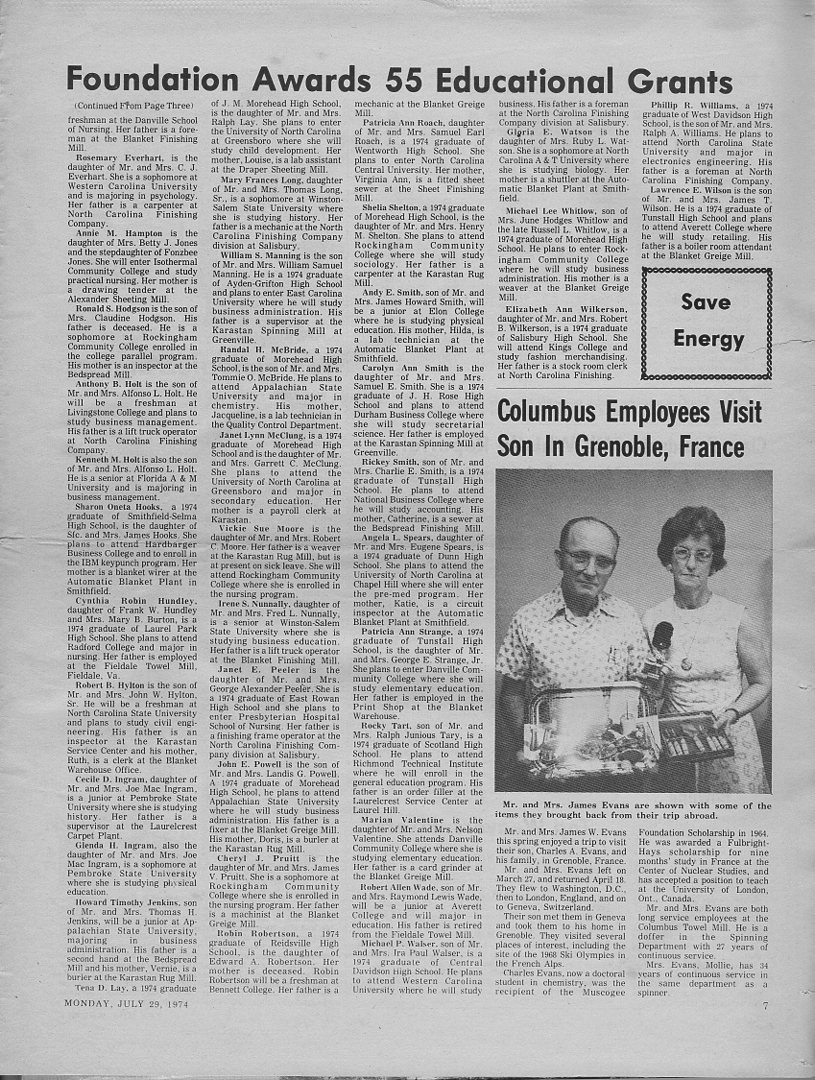 Foundation Awards 55 Educational Grants
(Continued From Page Three)
freshman at the Danville School
of Nursing. Her father is a fore-
man at the Blanket Finishing
Mill.
Rosemary Everhart, is the
daughter of Mr. and Mrs. C. J.
Everhart. She is a sophomore at
Western Carolina University
and is majoring in psychology.
Her father is a carpenter at
North Carolina Finishing
Company.
Annie M. Hampton is the
daughter of Mrs. Betty J. Jones
and the stepdaughter of Fonzbee
Jones. She will enter Isothermal
Community College and study
practical nursing. Her mother is
a drawing tender at the
Alexander Sheeting Mill.
Ronald S. Hodgson is the son of
Mrs. Claudine Hodgson. His
father is deceased. He is a
sophomore at Rockingham
Community College enrolled in
the college parallel program.
His mother is an inspector at the
Bedspread Mill.
Anthony B. Holt is the son of
Mr. and Mrs. Alfonso L. Holt. He
will be a freshman at
Livingstone College and plans to
study business management.
His father is a lift truck operator
at North Carolina Finishing
Company.
Kenneth M. Holt is also the son
of Mr. and Mrs. Alfonso L. Holt.
He is a senior at Florida A & M
University and is majoring in
business management.
Sharon Oneta Hooks, a 1974
graduate of Smithfield-Selma
High School, is the daughter of
Sfc. and Mrs. James Hooks. She
plans to attend Hardbarger
Business College and to enroll in
the IBM keypunch program. Her
mother is a blanket wirer at the
Automatic Blanket Plant in
Smithfield.
Cynthia Robin Hundley,
daughter of Frank W. Hundley
and Mrs. Mary B. Burton, is a
1974 graduate of Laurel Park
High School. She plans to attend
Radford College and major in
nursing. Her father is employed
at the Fieldale Towel Mill,
Fieldale, Va.
Robert B. Hylton is the son of
Mr. and Mrs. John W. Hylton,
Sr. He will be a freshman at
North Carolina State University
and plans to study civil engi-
neering. His father is an
inspector at the Karastan
Service Center and his mother,
Ruth, is a clerk at the Blanket
Warehouse Office.
Cecile D. Ingram, daughter of
Mr. and Mrs. Joe Mac Ingram,
is a junior at Pembroke State
University where she is studying
history. Her father is a
supervisor at the Laurelcrest
Carpet Plant.
Glenda H. Ingram, also the
daughter of Mr. and Mrs. Joe
Mac Ingram, is a sophomore at
Pembroke State University
where she is studying physical
education.
Howard Timothy Jenkins, son
of Mr. and Mrs. Thomas H.
Jenkins, will be a junior at Ap-
palachian State University,
majoring in business
administration. His father is a
second hand at the Bedspread
Mill and his mother, Vernie, is a
burler at the Karastan Rug Mill.
Tena D. Lay, a 1974 graduate
of J. M. Morehead High School,
is the daughter of Mr. and Mrs.
Ralph Lay. She plans to enter
the University of North Carolina
at Greensboro where she will
study child development. Her
mother, Louise, is a lab assistant
at the Draper Sheeting Mill.
Mary Frances Long, daughter
of Mr. and Mrs. Thomas Long,
Sr., is a sophomore at Winston-
Salem State University where
she is studying history. Her
father is a mechanic at the North
Carolina Finishing Company
division at Salisbury.
William S. Manning is the son
of Mr. and Mrs. William Samuel
Manning. He is a 1974 graduate
of Ayden-Grifton High School
and plans to enter East Carolina
University where he will study
business administration. His
father is a supervisor at the
Karastan Spinning Mill at
Greenville.
Randal H. McBride, a 1974
graduate of Morehead High
School, is the son of Mr. and Mrs.
Tommie O. McBride. He plans to
attend Appalachian State
University and major in
chemistry. His mother,
Jacqueline, is a lab technician in
the Quality Control Department.
Janet Lynn McClung, is a 1974
graduate of Morehead High
School and is the daughter of Mr.
and Mrs. Garrett C. McClung.
She plans to attend the
University of North Carolina at
Greensboro and major in
secondary education. Her
mother is a payroll clerk at
Karastan.
Vickie Sue Moore is the
daughter of Mr. and Mrs. Robert
C. Moore. Her father is a weaver
at the Karastan Rug Mill, but is
at present on sick leave. She will
attend Rockingham Community
College where she is enrolled in
the nursing program.
Irene S. Nunnally, daughter of
Mr. and Mrs. Fred L. Nunnally,
is a senior at Winston-Salem
State University where she is
studying business education.
Her father is a lift truck operator
at the Blanket Finishing Mill.
Janet E. Peeler is the
daughter of Mr. and Mrs.
George Alexander Peeler. She is
a 1974 graduate of East Rowan
High School and she plans to
enter Presbyterian Hospital
School of Nursing. Her father is
a finishing frame operator at the
North Carolina Finishing Com-
pany division at Salisbury.
John E. Powell is the son of
Mr. and Mrs. Landis G. Powell.
A 1974 graduate of Morehead
High School, he plans to attend
Appalachian State University
where he will study business
administration. His father is a
fixer at the Blanket Greige Mill.
His mother, Doris, is a burler at
the Karastan Rug Mill.
Cheryl J. Pruitt is the
daughter of Mr. and Mrs. James
V. Pruitt. She is a sophomore at
Rockingham Community
College where she is enrolled in
the nursing program. Her father
is a machinist at the Blanket
Greige Mill.
Robin Robertson, a 1974
graduate of Reidsville High
School, is the daughter of
Edward A. Robertson. Her
mother is deceased. Robin
Robertson will be a freshman at
Bennett College. Her father is a
mechanic at the Blanket Greige
Mill.
Patricia Ann Roach, daughter
of Mr. and Mrs. Samuel Earl
Roach, is a 1974 graduate of
Wentworth High School. She
plans to enter North Carolina
Central University. Her mother,
Virginia Ann, is a fitted sheet
sewer at the Sheet Finishing
Mill.
Shelia Shelton, a 1974 graduate
of Morehead High School, is the
daughter of Mr. and Mrs. Henry
M. Shelton. She plans to attend
Rockingham Community
College where she will study
sociology. Her father is a
carpenter at the Karastan Rug
Mill.
Andy E. Smith, son of Mr. and
Mrs. James Howard Smith, will
be a junior at Elon College
where he is studying physical
education. His mother, Hilda, is
a lab technician at the
Automatic Blanket Plant at
Smithfield.
Carolyn Ann Smith is the
daughter of Mr. and Mrs.
Samuel E. Smith. She is a 1974
graduate of J. H. Rose High
School and plans to attend
Durham Business College where
she will study secretarial
science. Her father is employed
at the Karastan Spinning Mill at
Greenville.
Rickey Smith, son of Mr. and
Mrs. Charlie E. Smith, is a 1974
graduate of Tunstall High
School. He plans to attend
National Business College where
he will study accounting. His
mother, Catherine, is a sewer at
the Bedspread Finishing Mill.
Angela L. Spears, daughter of
Mr. and Mrs. Eugene Spears, is
a 1974 graduate of Dunn High
School. She plans to attend the
University of North Carolina at
Chapel Hill where she will enter
the pre-med program. Her
mother, Katie, is a circuit
inspector at the Automatic
Blanket Plant at Smithfield.
Patricia Ann Strange, a 1974
graduate of Tunstall High
School, is the daughter of Mr.
and Mrs. George E. Strange, Jr.
She plans to enter Danville Com-
munity College where she will
study elementary education.
Her father is employed in the
Print Shop at the Blanket
Warehouse.
Rocky Tart, son of Mr. and
Mrs. Ralph Junious Tary, is a
1974 graduate of Scotland High
School. He plans to attend
Richmond Technical Institute
where he will enroll in the
general education program. His
father is an order filler at the
Laurelcrest Service Center at
Laurel Hill.
Marian Valentine is the
daughter of Mr. and Mrs. Nelson
Valentine. She attends Danville
Community College where she is
studying elementary education.
Her father is a card grinder at
the Greige Mill.
Robert Allen Wade, son of Mr.
and Mrs. Raymond Lewis Wade,
will be a junior at Averett
College and will major in
education. His father is retired
from the Fieldale Towel Mill.
Michael P. Walser, son of Mr.
and Mrs. Ira Paul Walser, is a
1974 graduate of Central
Davidson High School. He plans
to attend Western Carolina
University where he will study
business. His father is a foreman
at the North Carolina Finishing
Company division at Salisbury.
Gloria E. Watson is the
daughter of Mrs. Ruby L. Wat-
son. She is a sophomore at North
Carolina A & T University where
she is studying biology. Her
mother is a shuttler at the Auto-
matic Blanket Plant at Smith-
field.
Michael Lee Whitlow, son of
Mrs. June Hodges Whitlow and
the late Russell L. Whitlow, is a
1974 graduate of Morehead High
School. He plans to enter Rock-
ingham Community College
where he will study business
administration. His mother is a
weaver at the Blanket Greige
Mill.
Elizabeth Ann Wilkerson,
daughter of Mr. and Mrs. Robert
B. Wilkerson, is a 1974 graduate
of Salisbury High School. She
will attend Kings College and
study fashion merchandising.
Her father is a stock room clerk
at North Carolina Finishing.
Phillip R. Williams, a 1974
graduate of West Davidson High
School, is the son of Mr. and Mrs.
Ralph A. Williams. He plans to
attend North Carolina State
University and major in
electronics engineering. His
father is a foreman at North
Carolina Finishing Company.
Lawrence E. Wilson is the son
of Mr. and Mrs. James T.
Wilson. He is a 1974 graduate of
Tunstall High School and plans
to attend Averett College where
he will study retailing. His
father is a boiler room attendant
at the Blanket Greige Mill.
Save
Energy
Columbus Employees Visit
Son In Grenoble, France
Mr. and Mrs. James Evans are shown with some of the
items they brought back from their trip abroad.
Mr. and Mrs. James W. Evans
this spring enjoyed a trip to visit
their son, Charles A. Evans, and
his family, in Grenoble, France.
Mr. and Mrs. Evans left on
March 27, and returned April 18.
They flew to Washington, D.C.,
then to London, England, and on
to Geneva, Switzerland.
Their son met them in Geneva
and took them to his home in
Grenoble. They visited several
places of interest, including the
site of the 1968 Ski Olympics in
the French Alps.
Charles Evans, now a doctoral
student in chemistry, was the
recipient of the Muscogee
Foundation Scholarship in 1964.
He was awarded a Fulbright-
Hays scholarship for nine
months' study in France at the
Center of Nuclear Studies, and
has accepted a position to teach
at the University of London,
Ont., Canada.
Mr. and Mrs. Evans are both
long service employees at the
Columbus Towel Mill. He is a
doffer in the Spinning
Department with 27 years of
continuous service.
Mrs. Evans, Mollie, has 34
years of continuous service in
the same department as a
spinner.
MONDAY, JULY 29, 1974
7